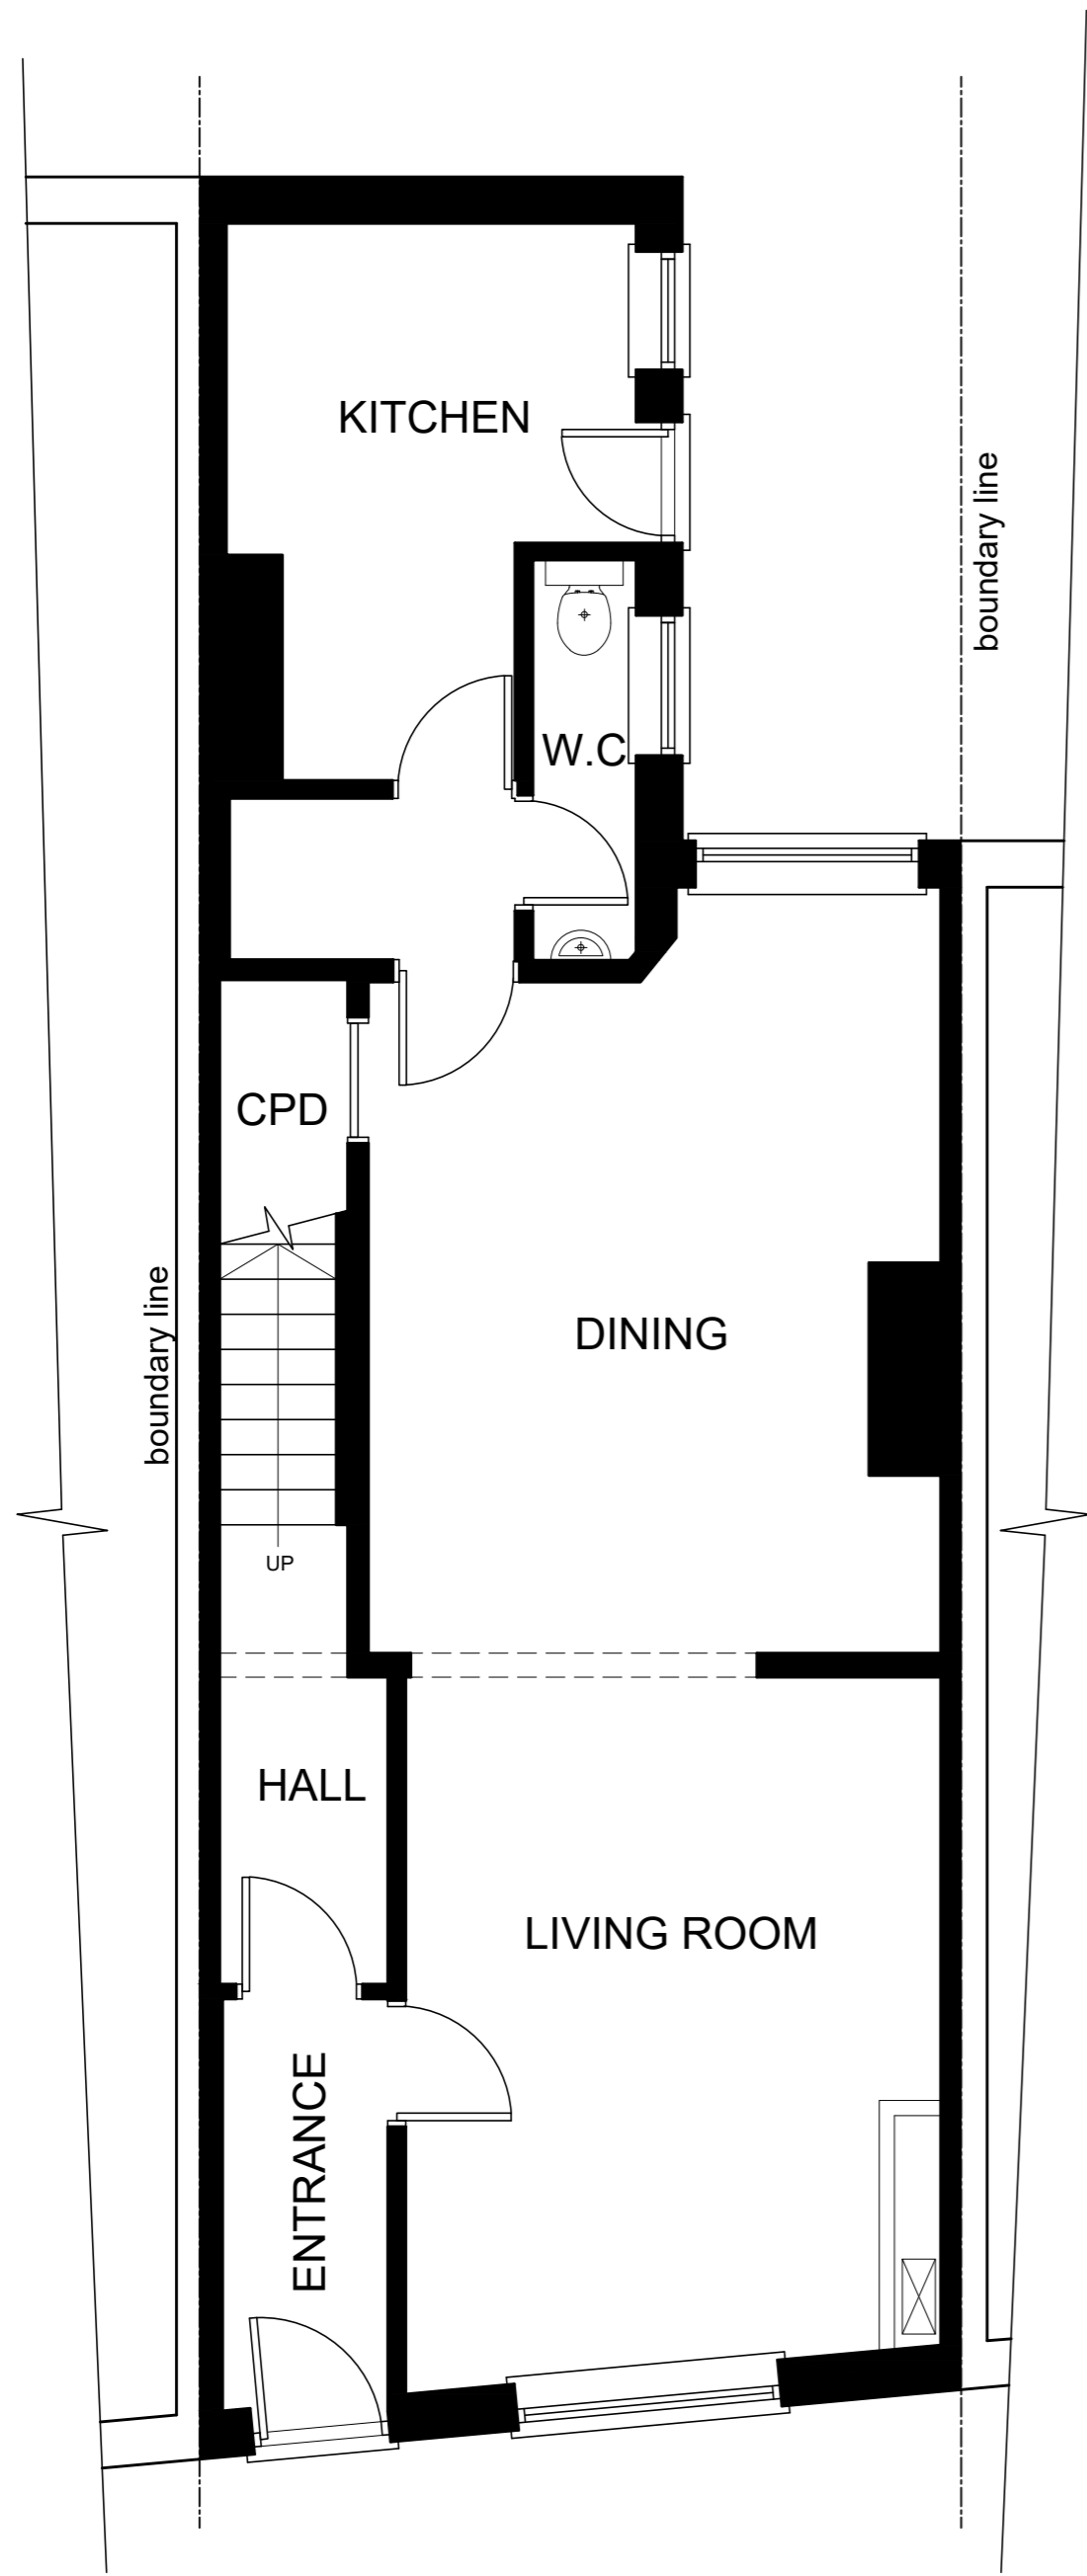 KITCHEN
boundary line
W.C
CPD
DINING
boundary line
UP
HALL
LIVING ROOM
ENTRANCE